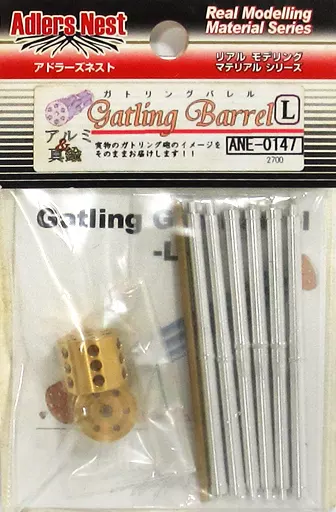 Adlers Nest
アドラーズネスト
Real Modelling
Material Series
リアル モデリング
マテリアル シリーズ
ガトリングバレル
Gatling Barrel L
アルミ
&
真鍮
実物のガトリング砲のイメージを
そのままお届けします!!
ANE-0147
2700
Gatling
-L